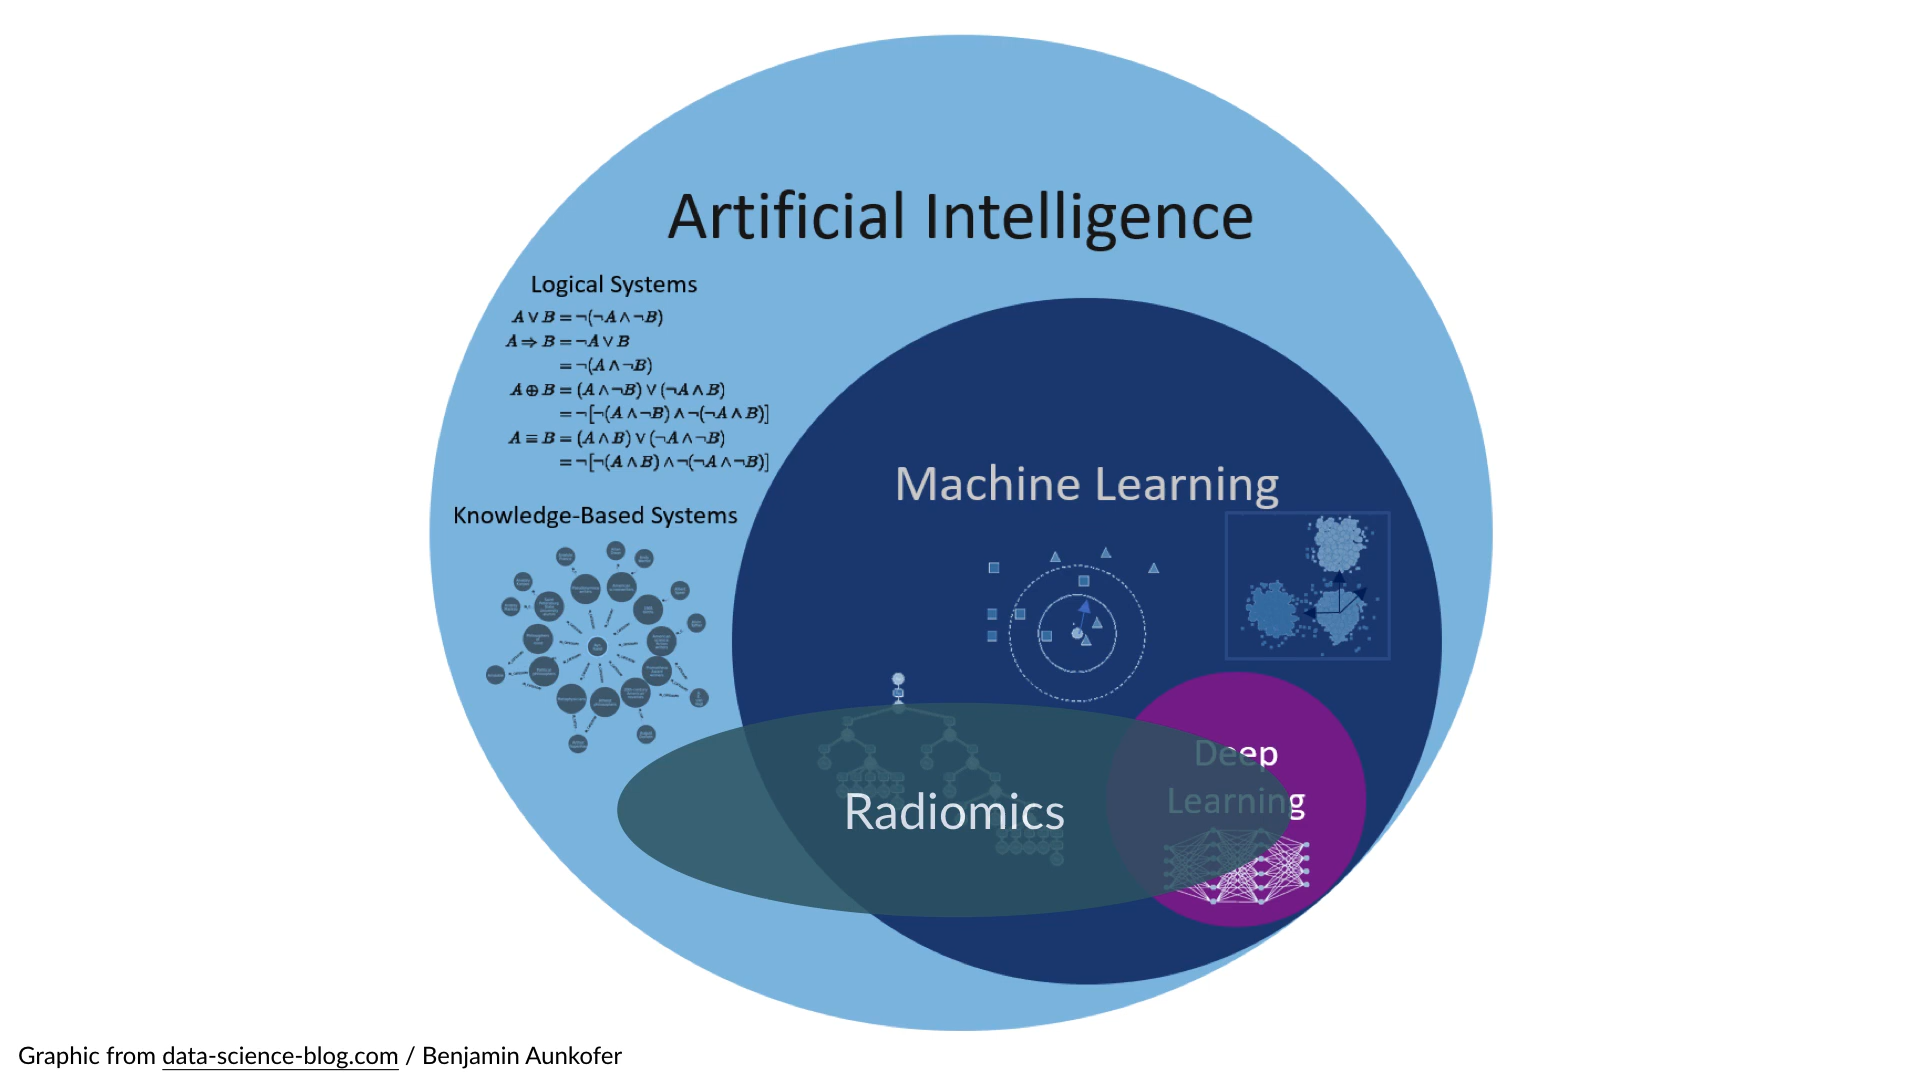 Artificial Intelligence
Logical Systems
A ∨ B = ¬(¬A ∧ ¬B)
A ⇒ B = ¬A ∨ B
= ¬(A ∧ ¬B)
A ⊕ B = (A ∧ ¬B) ∨ (¬A ∧ B)
= ¬[¬(A ∧ ¬B) ∧ ¬(¬A ∧ B)]
A ≡ B = (A ∧ B) ∨ (¬A ∧ ¬B)
= ¬[¬(A ∧ B) ∧ ¬(¬A ∧ ¬B)]
Knowledge-Based Systems
Machine Learning
Deep
Learning
Radiomics
Graphic from data-science-blog.com / Benjamin Aunkofer